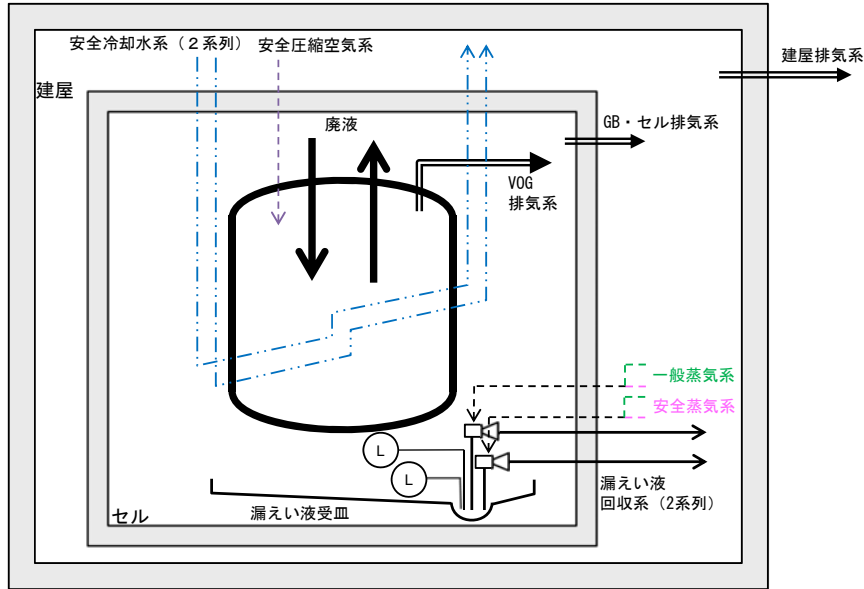 安全冷却水系（２系列）
安全圧縮空気系
建屋排気系
建屋
廃液
GB・セル排気系
VOG
排気系
一般蒸気系
安全蒸気系
L
L
漏えい液
回収系（2系列）
漏えい液受皿
セル